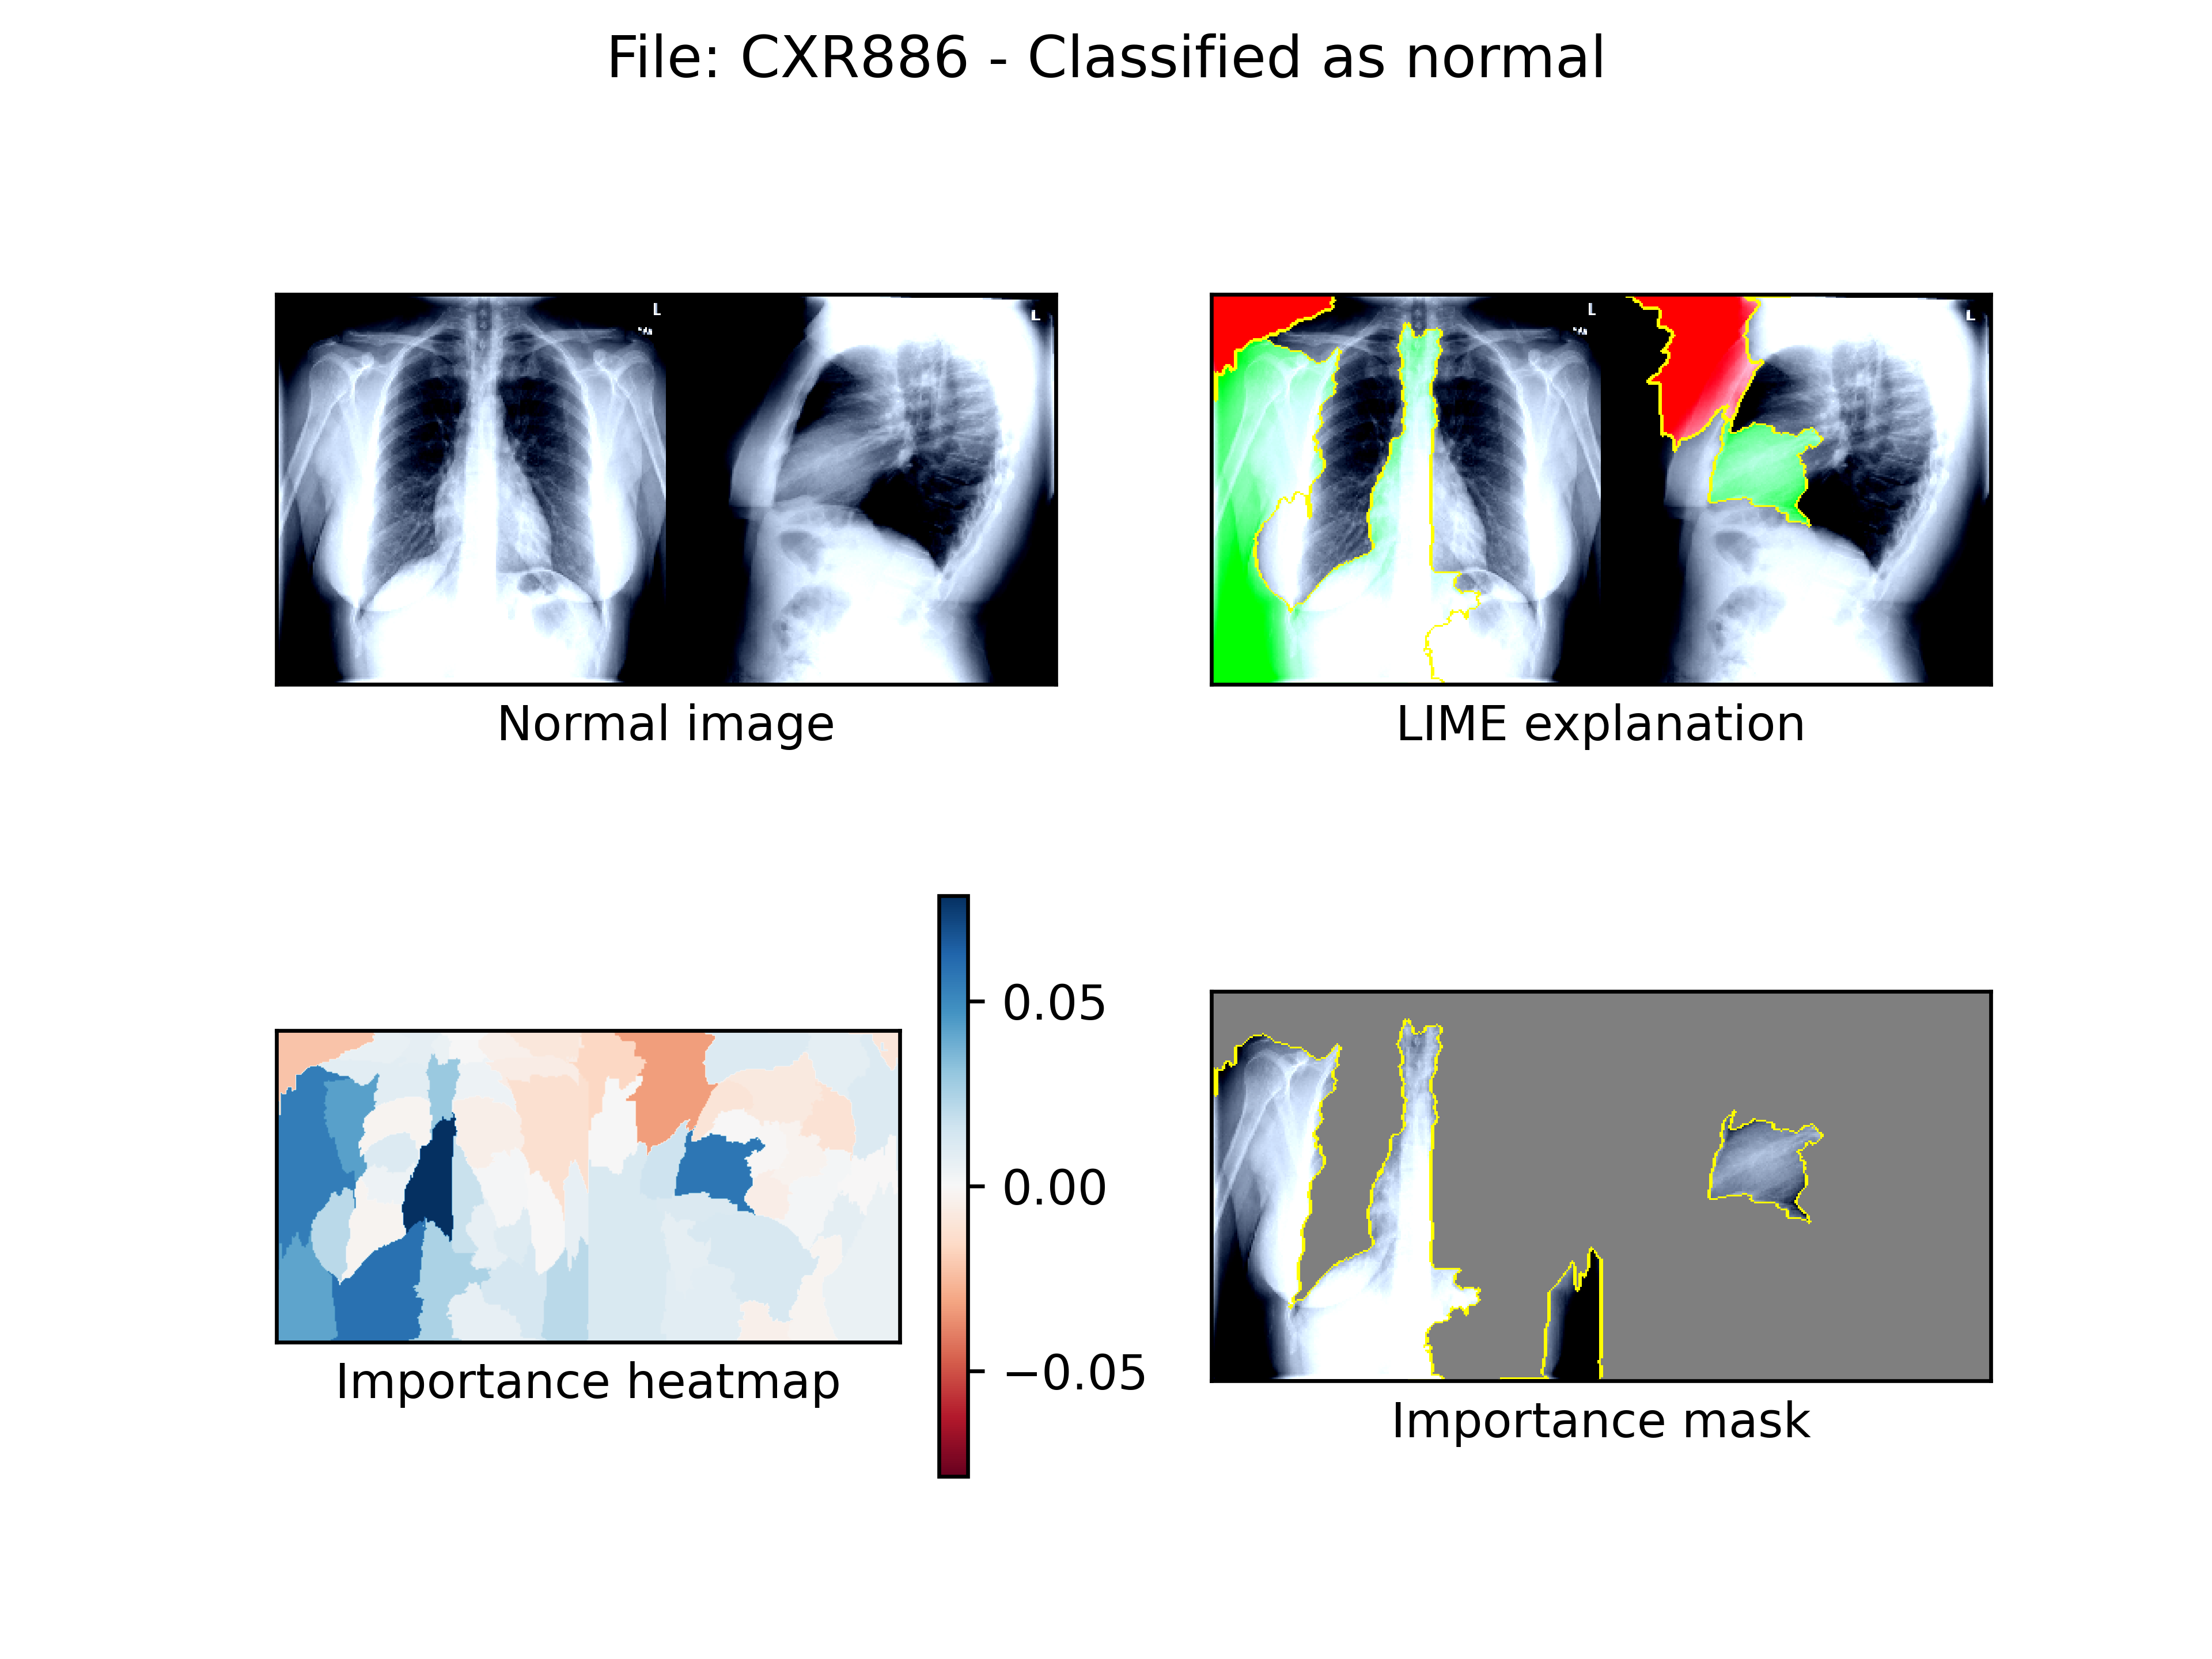 File: CXR886 - Classified as normal
L
L
L
L
Normal image
LIME explanation
0.05
0.00
−0.05
Importance heatmap
Importance mask